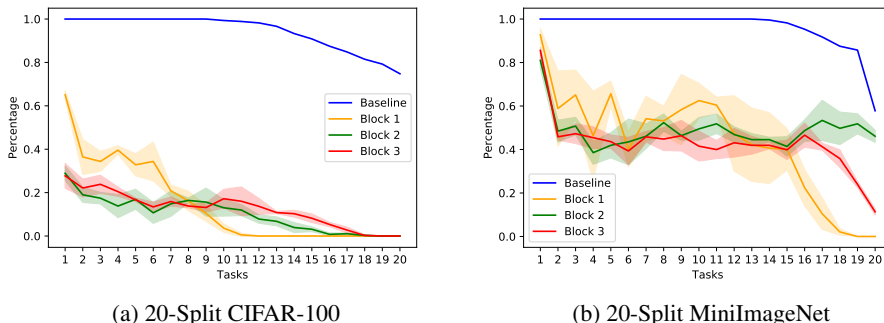 1.0
0.8
0.6
0.4
0.2
0.0
Percentage
Baseline
Block 1
Block 2
Block 3
1 2 3 4 5 6 7 8 9 10 11 12 13 14 15 16 17 18 19 20
Tasks
(a) 20-Split CIFAR-100
1.0
0.8
0.6
0.4
0.2
0.0
Percentage
Baseline
Block 1
Block 2
Block 3
1 2 3 4 5 6 7 8 9 10 11 12 13 14 15 16 17 18 19 20
Tasks
(b) 20-Split MiniImageNet